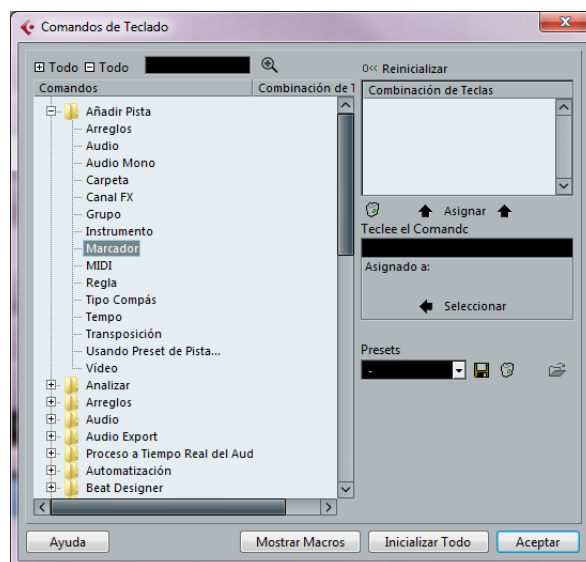 Comandos de Teclado
Todo Todo
0<< Reinicializar
Comandos Combinación de T
Combinación de Teclas
Añadir Pista
Arreglos
Audio
Audio Mono
Carpeta
Canal FX
Grupo
Instrumento
Marcador
MIDI
Regla
Tipo Compás
Tempo
Transposición
Usando Preset de Pista...
Vídeo
Analizar
Arreglos
Audio
Audio Export
Proceso a Tiempo Real del Aud
Automatización
Beat Designer
Asignar
Teclee el Comandc
Asignado a:
Seleccionar
Presets
-
Ayuda
Mostrar Macros
Inicializar Todo
Aceptar